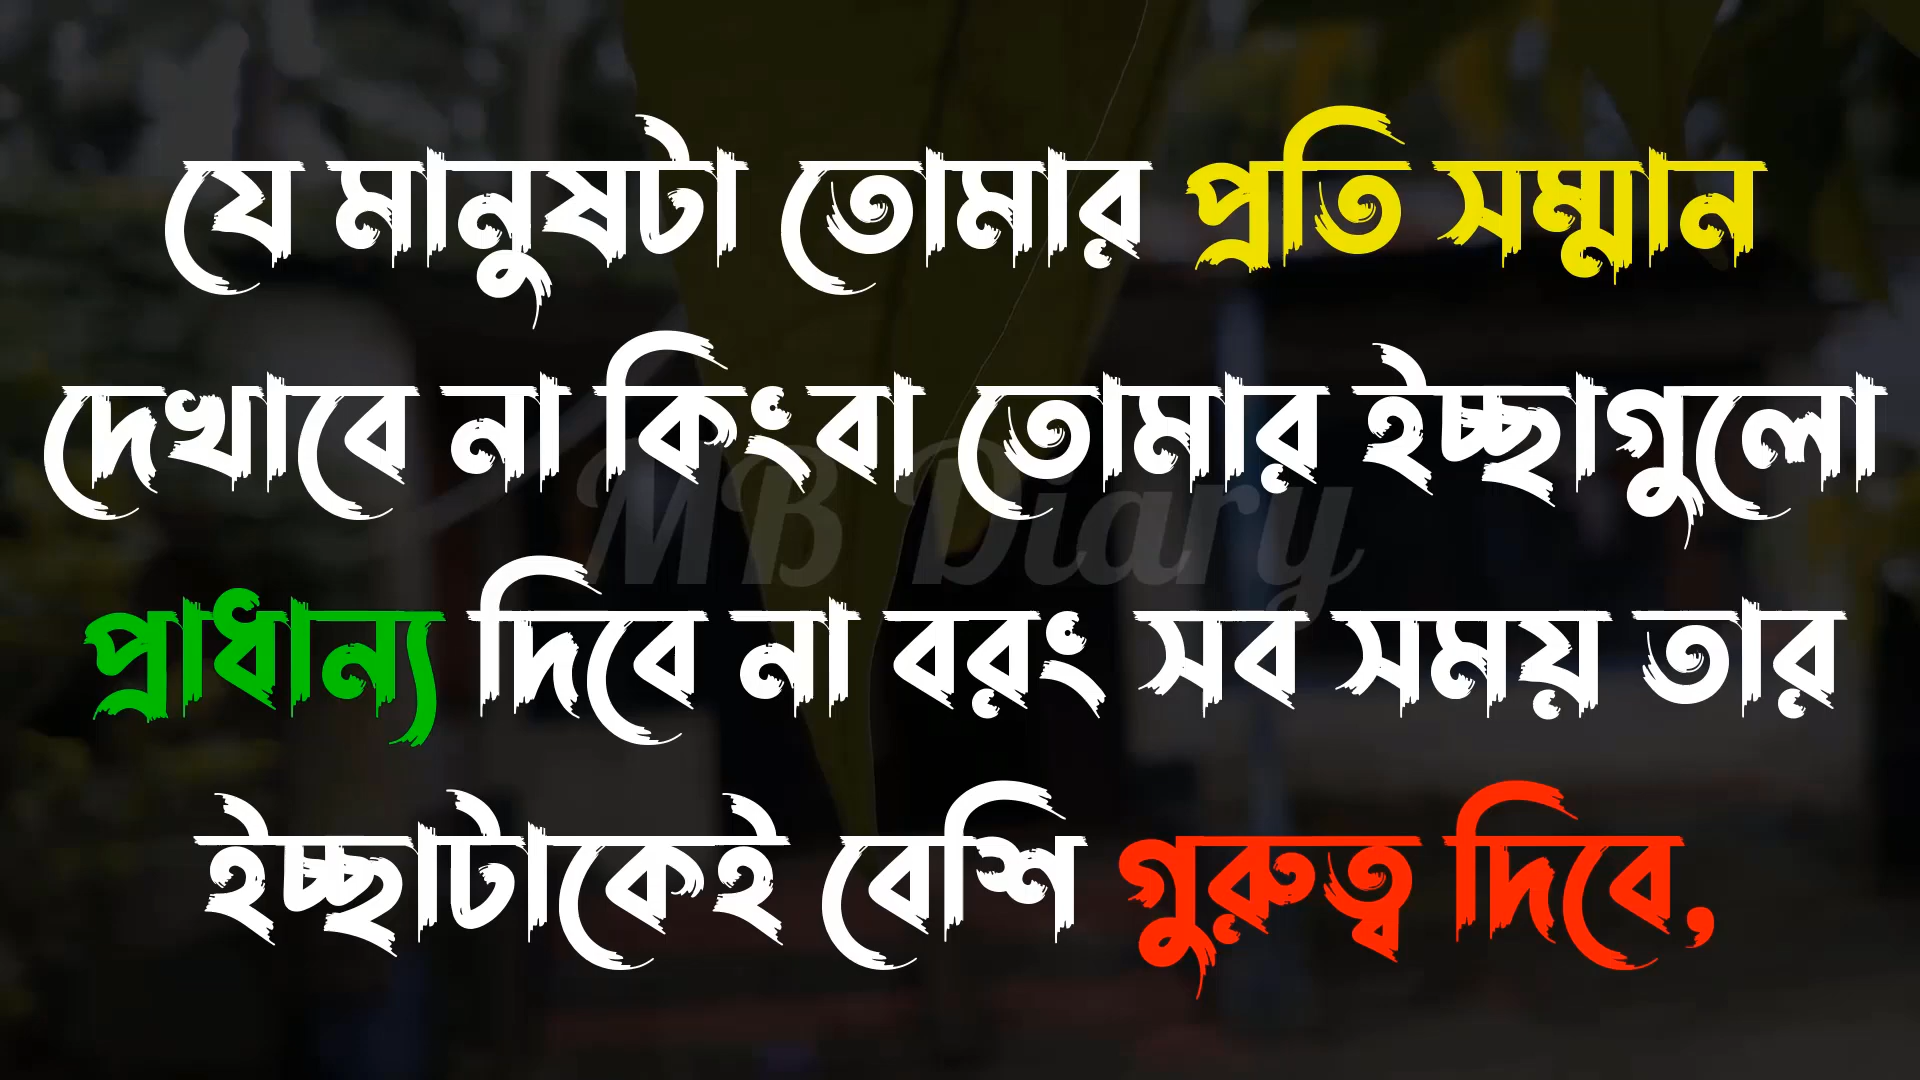 যে মানুষটা তোমার প্রতি সম্মান
দেখাবে না কিংবা তোমার ইচ্ছাগুলো
MB Diary
প্রাধান্য দিবে না বরং সব সময় তার
ইচ্ছাটাকেই বেশি গুরুত্ব দিবে,